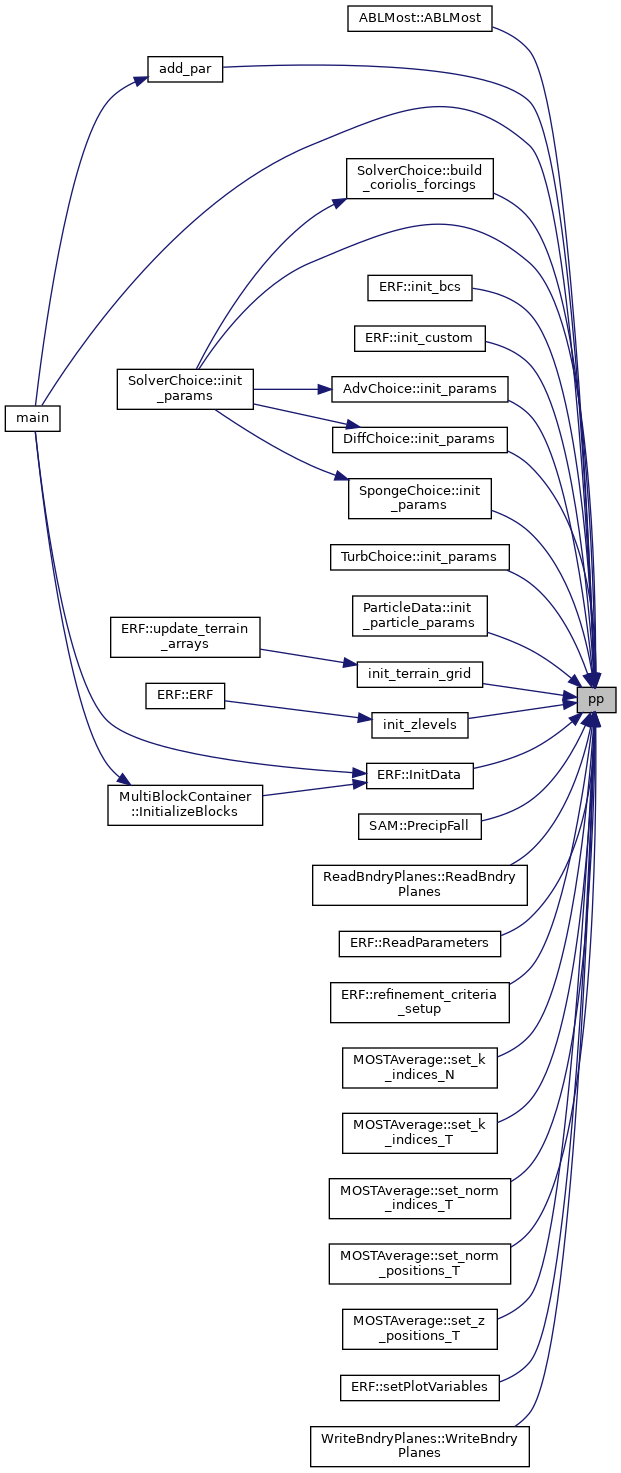 ABLMost::ABLMost
add_par
SolverChoice::build
_coriolis_forcings
ERF::init_bcs
ERF::init_custom
SolverChoice::init
_params
AdvChoice::init_params
main
DiffChoice::init_params
SpongeChoice::init
_params
TurbChoice::init_params
ParticleData::init
_particle_params
ERF::update_terrain
_arrays
init_terrain_grid
ERF::ERF
pp
init_zlevels
ERF::InitData
MultiBlockContainer
::InitializeBlocks
SAM::PrecipFall
ReadBndryPlanes::ReadBndry
Planes
ERF::ReadParameters
ERF::refinement_criteria
_setup
MOSTAverage::set_k
_indices_N
MOSTAverage::set_k
_indices_T
MOSTAverage::set_norm
_indices_T
MOSTAverage::set_norm
_positions_T
MOSTAverage::set_z
_positions_T
ERF::setPlotVariables
WriteBndryPlanes::WriteBndry
Planes